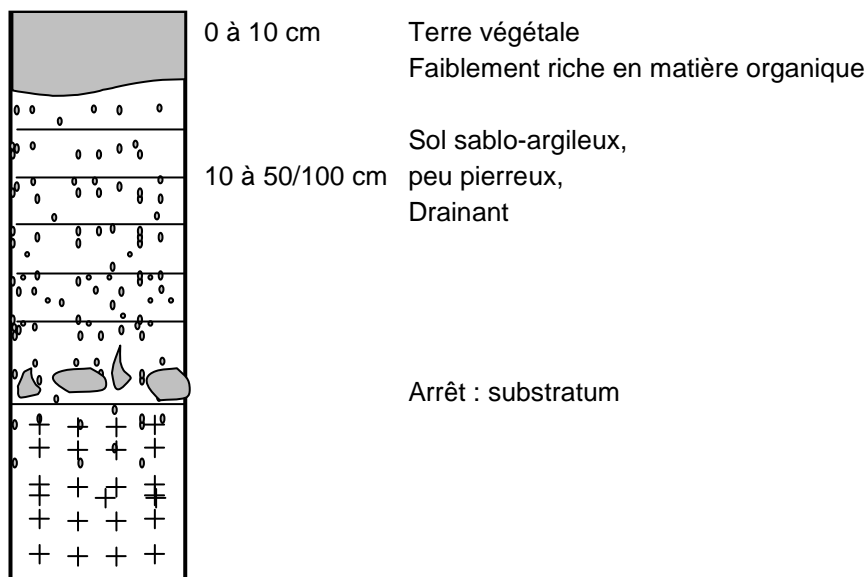 0 à 10 cm Terre végétale
Faiblement riche en matière organique
Sol sablo-argileux,
10 à 50/100 cm peu pierreux,
Drainant
Arrêt : substratum